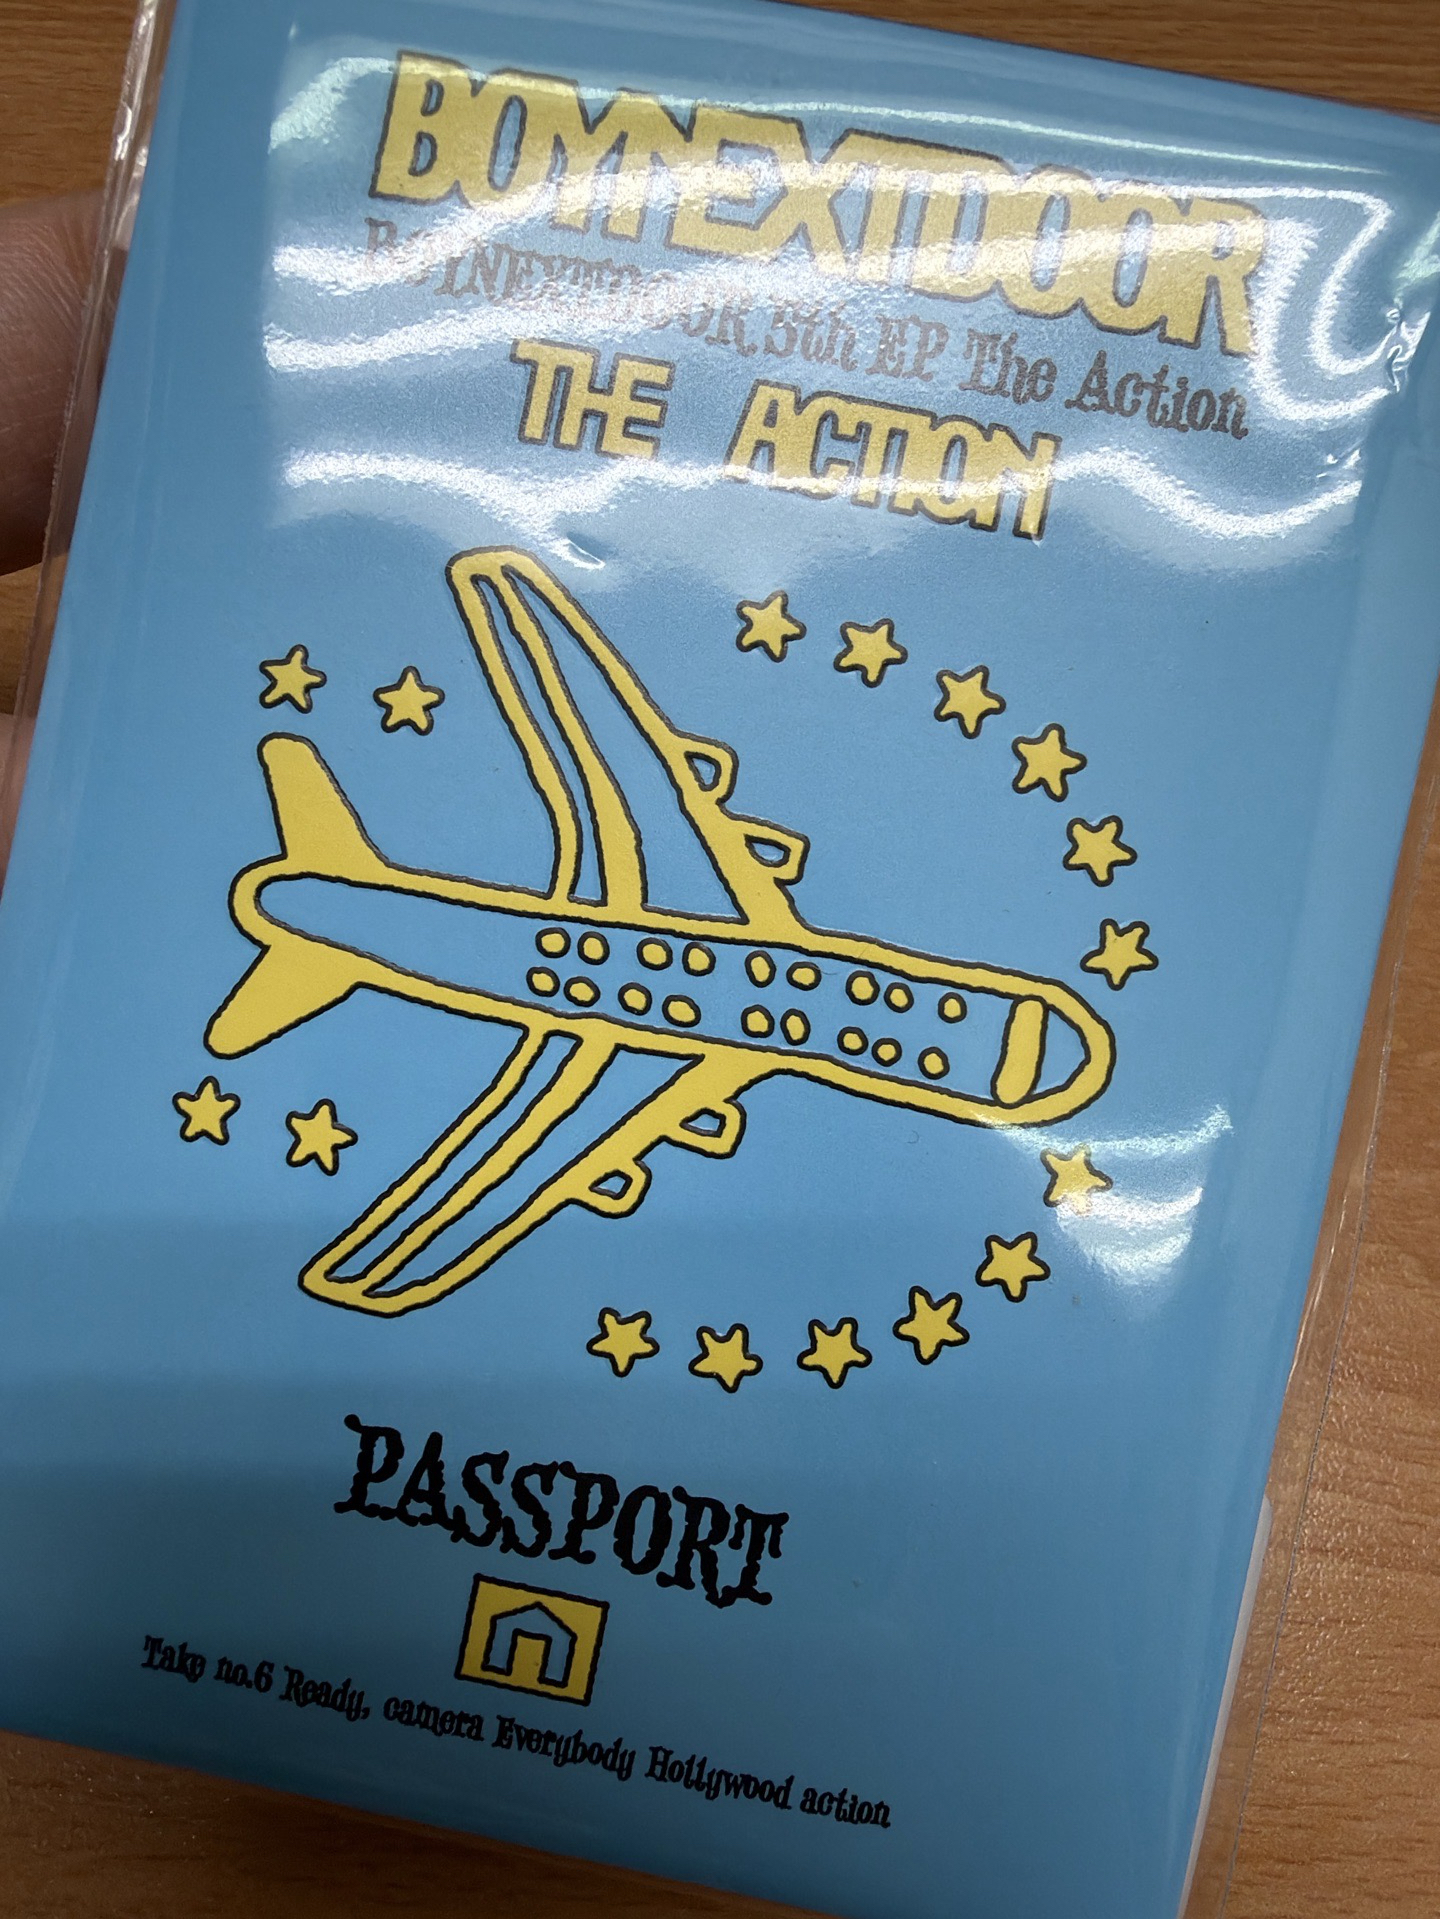 BOYNEXTDOOR
BOYNEXTDOOR 5th EP The Action
THE ACTION
PASSPORT
Take no.6 Ready, camera Everybody Hollywood action